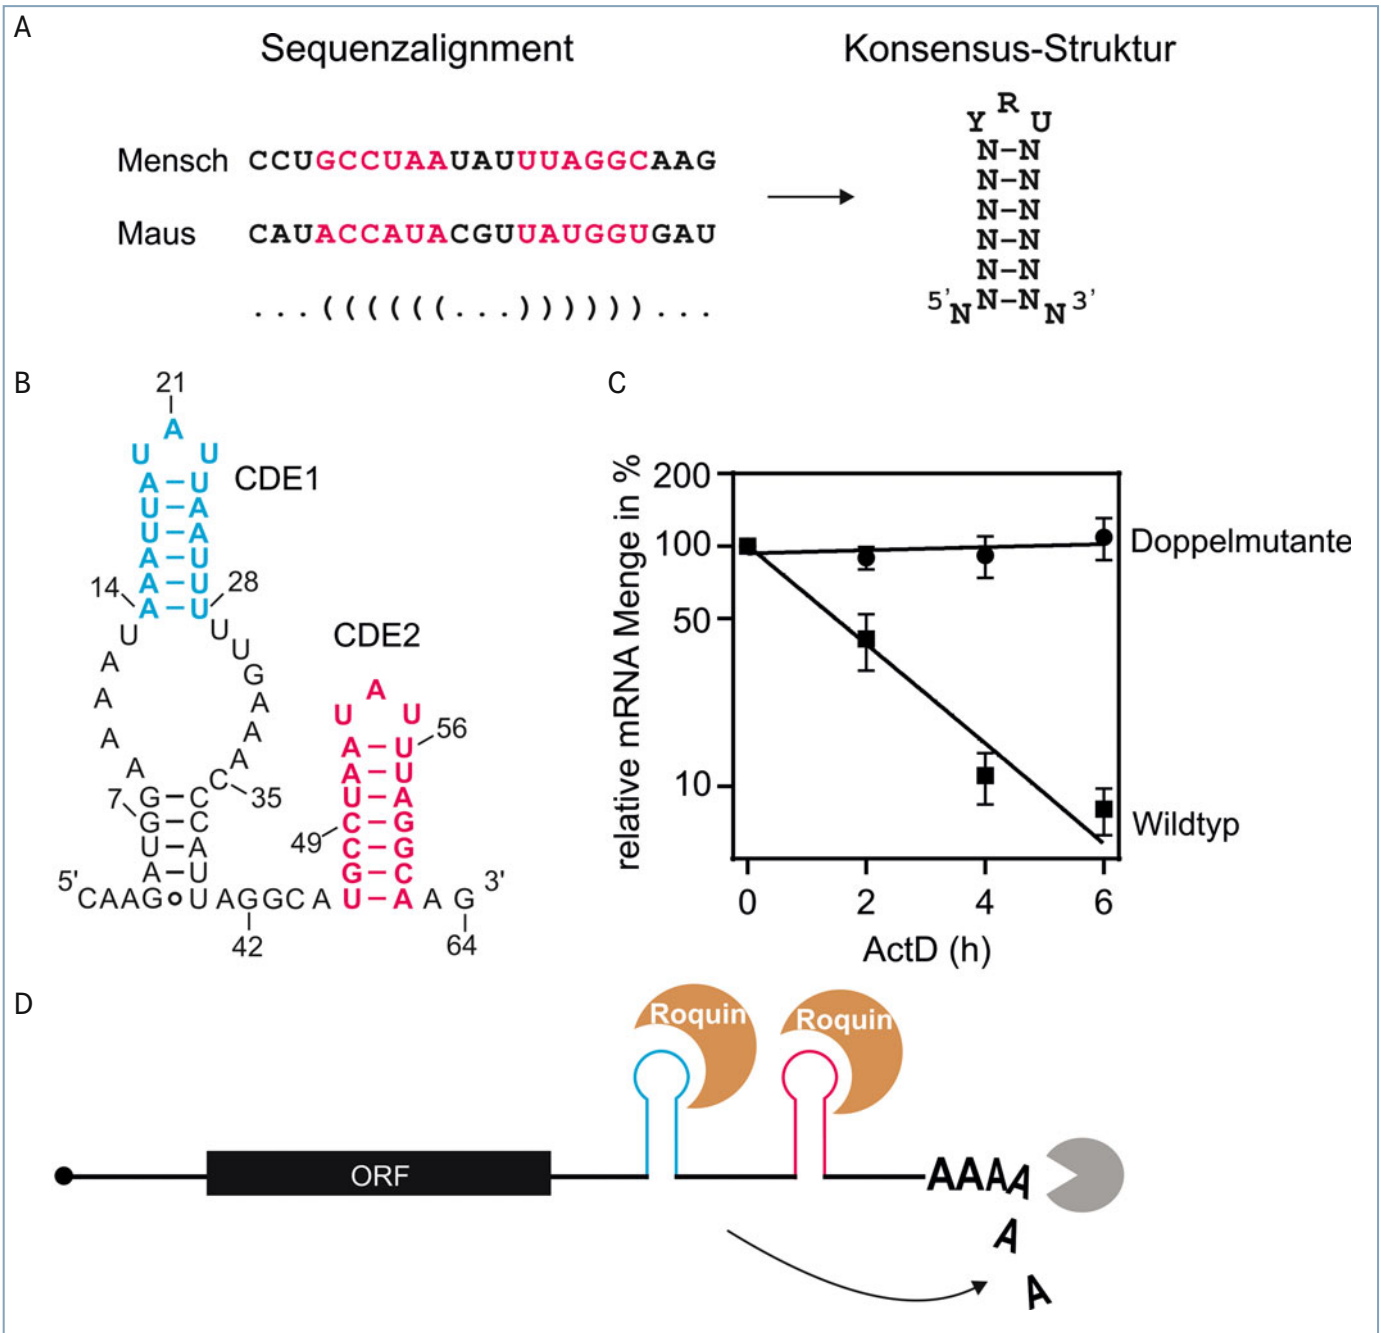 A
Sequenzalignment
Konsensus-Struktur
Mensch CCUGCCUAAUAUUUAGGCAAG
Maus CAUACCAUACGUUAUGGUGAU
...((((((...))))))...
R
Y U
N–N
N–N
N–N
N–N
N–N
N–N
5' N N 3'
B
21
A
U U
A–U
U–A
U–A
A–U
A–U
A–U
CDE1
14
28
U U
A U
A G
A A
A A
A
C
G–C
G–C
U A
A–U
7
35
5' CAAG U AGGCA U–A AG 3'
42
CDE2
A
U U
A–U
A–U
U–A
C–G
C–G
G–C
49
56
64
C
relative mRNA Menge in %
200
100
50
10
0 2 4 6
ActD (h)
Doppelmutante
Wildtyp
D
Roquin
Roquin
ORF
AAAA
A
A